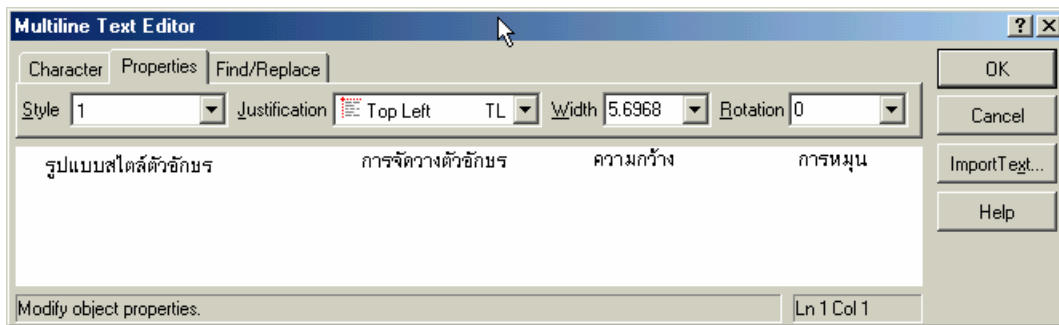 Multiline Text Editor
Character Properties Find/Replace
OK
Style 1 Justification Top Left TL Width 5.6968 Rotation 0
Cancel
รูปแบบสไตล์ตัวอักษร การจัดวางตัวอักษร ความกว้าง การหมุน
ImportText...
Help
Modify object properties. Ln 1 Col 1